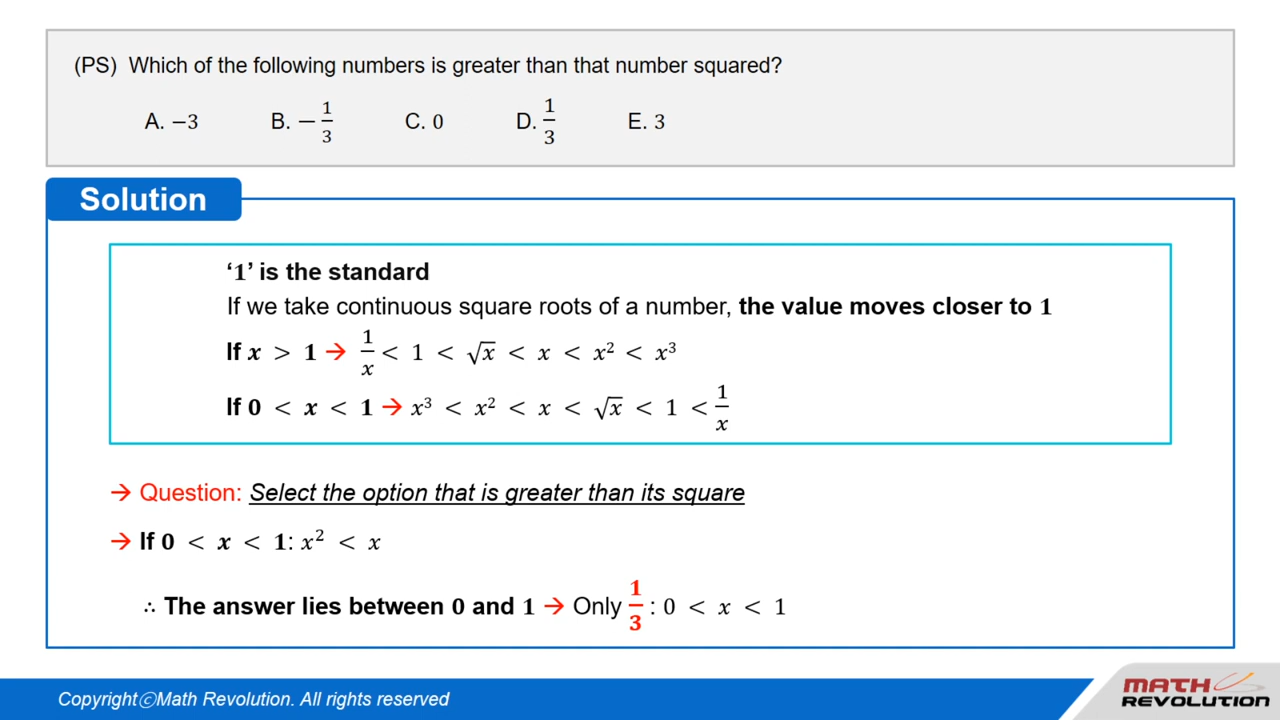 (PS) Which of the following numbers is greater than that number squared?
A. −3 B. −1/3 C. 0 D. 1/3 E. 3
Solution
‘1’ is the standard
If we take continuous square roots of a number, the value moves closer to 1
If x > 1 → 1/x < 1 < √x < x < x² < x³
If 0 < x < 1 → x³ < x² < x < √x < 1 < 1/x
→ Question: Select the option that is greater than its square
→ If 0 < x < 1: x² < x
∴ The answer lies between 0 and 1 → Only 1/3 : 0 < x < 1
CopyrightⓒMath Revolution. All rights reserved
MATH
REVOLUTION